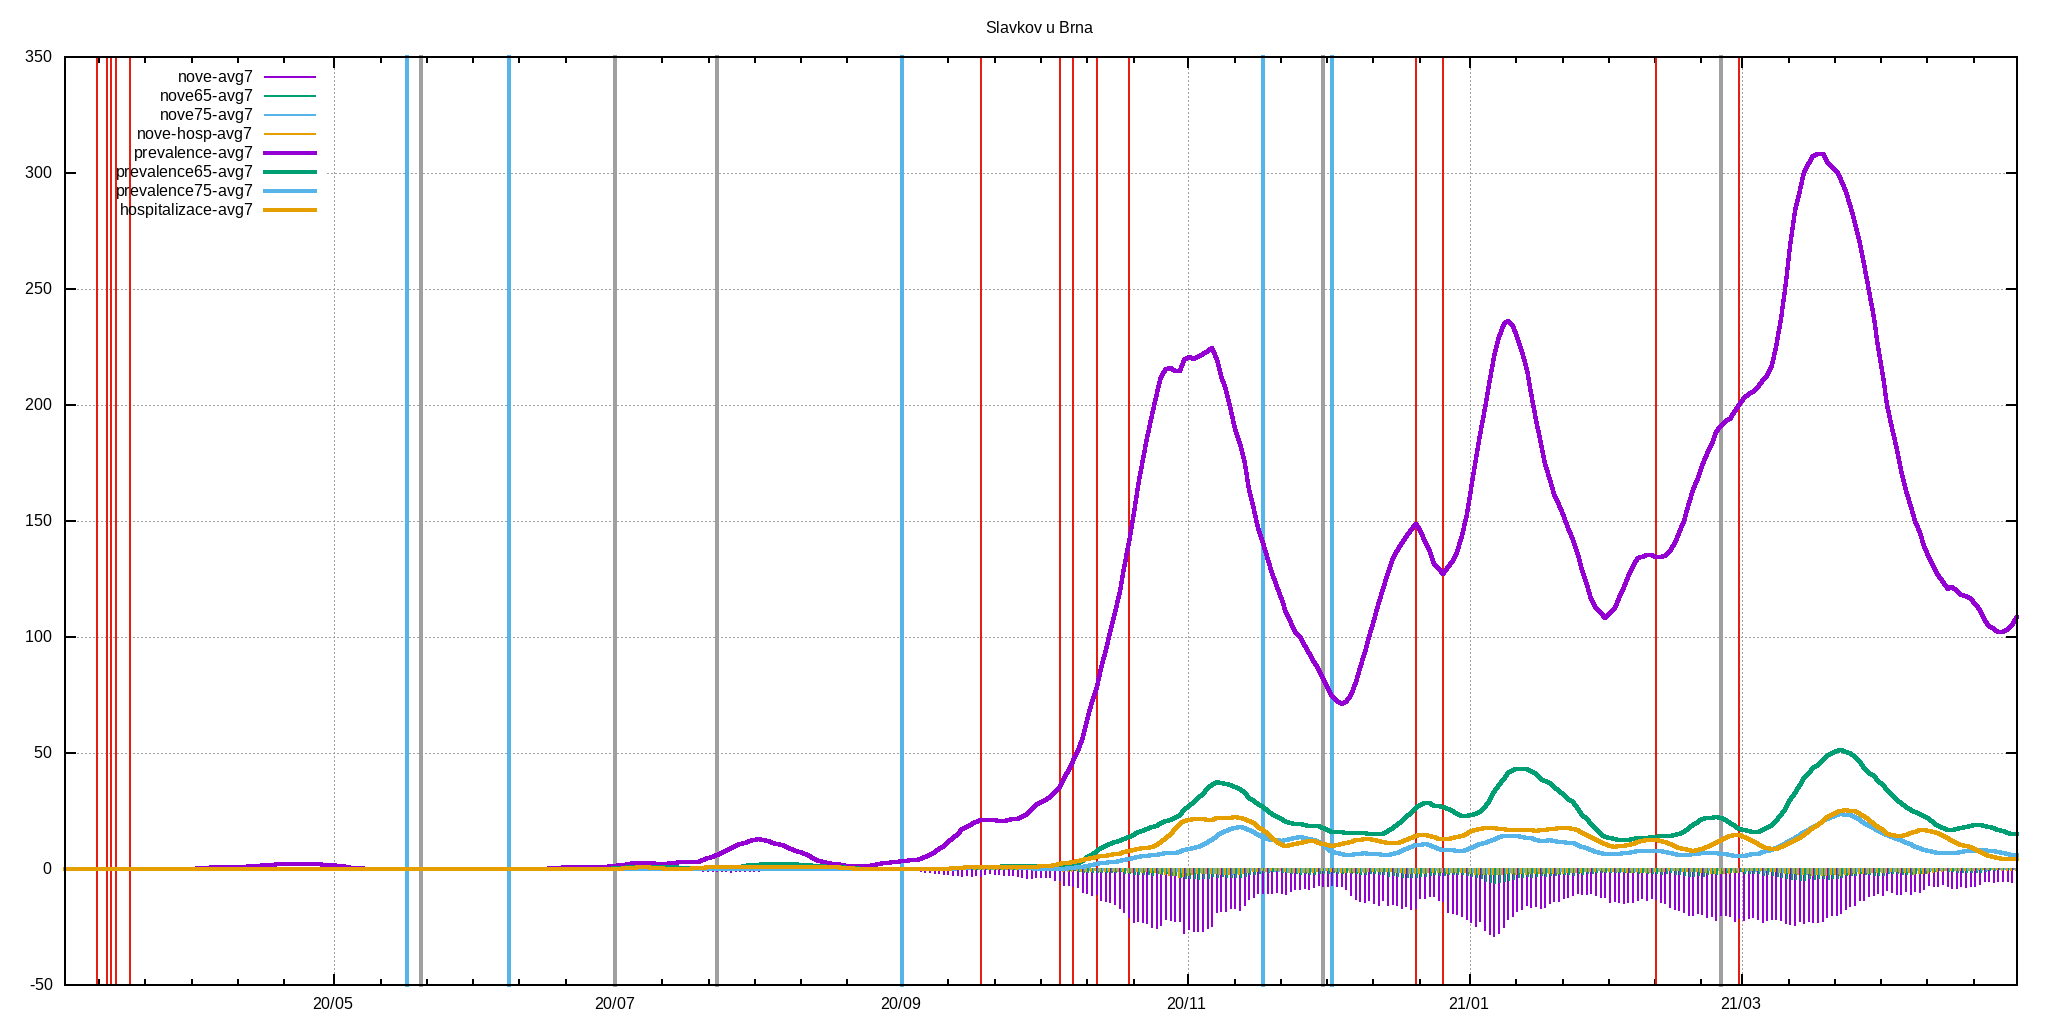 Slavkov u Brna
350
300
250
200
150
100
50
0
-50
nove-avg7
nove65-avg7
nove75-avg7
nove-hosp-avg7
prevalence-avg7
prevalence65-avg7
prevalence75-avg7
hospitalizace-avg7
20/05 20/07 20/09 20/11 21/01 21/03